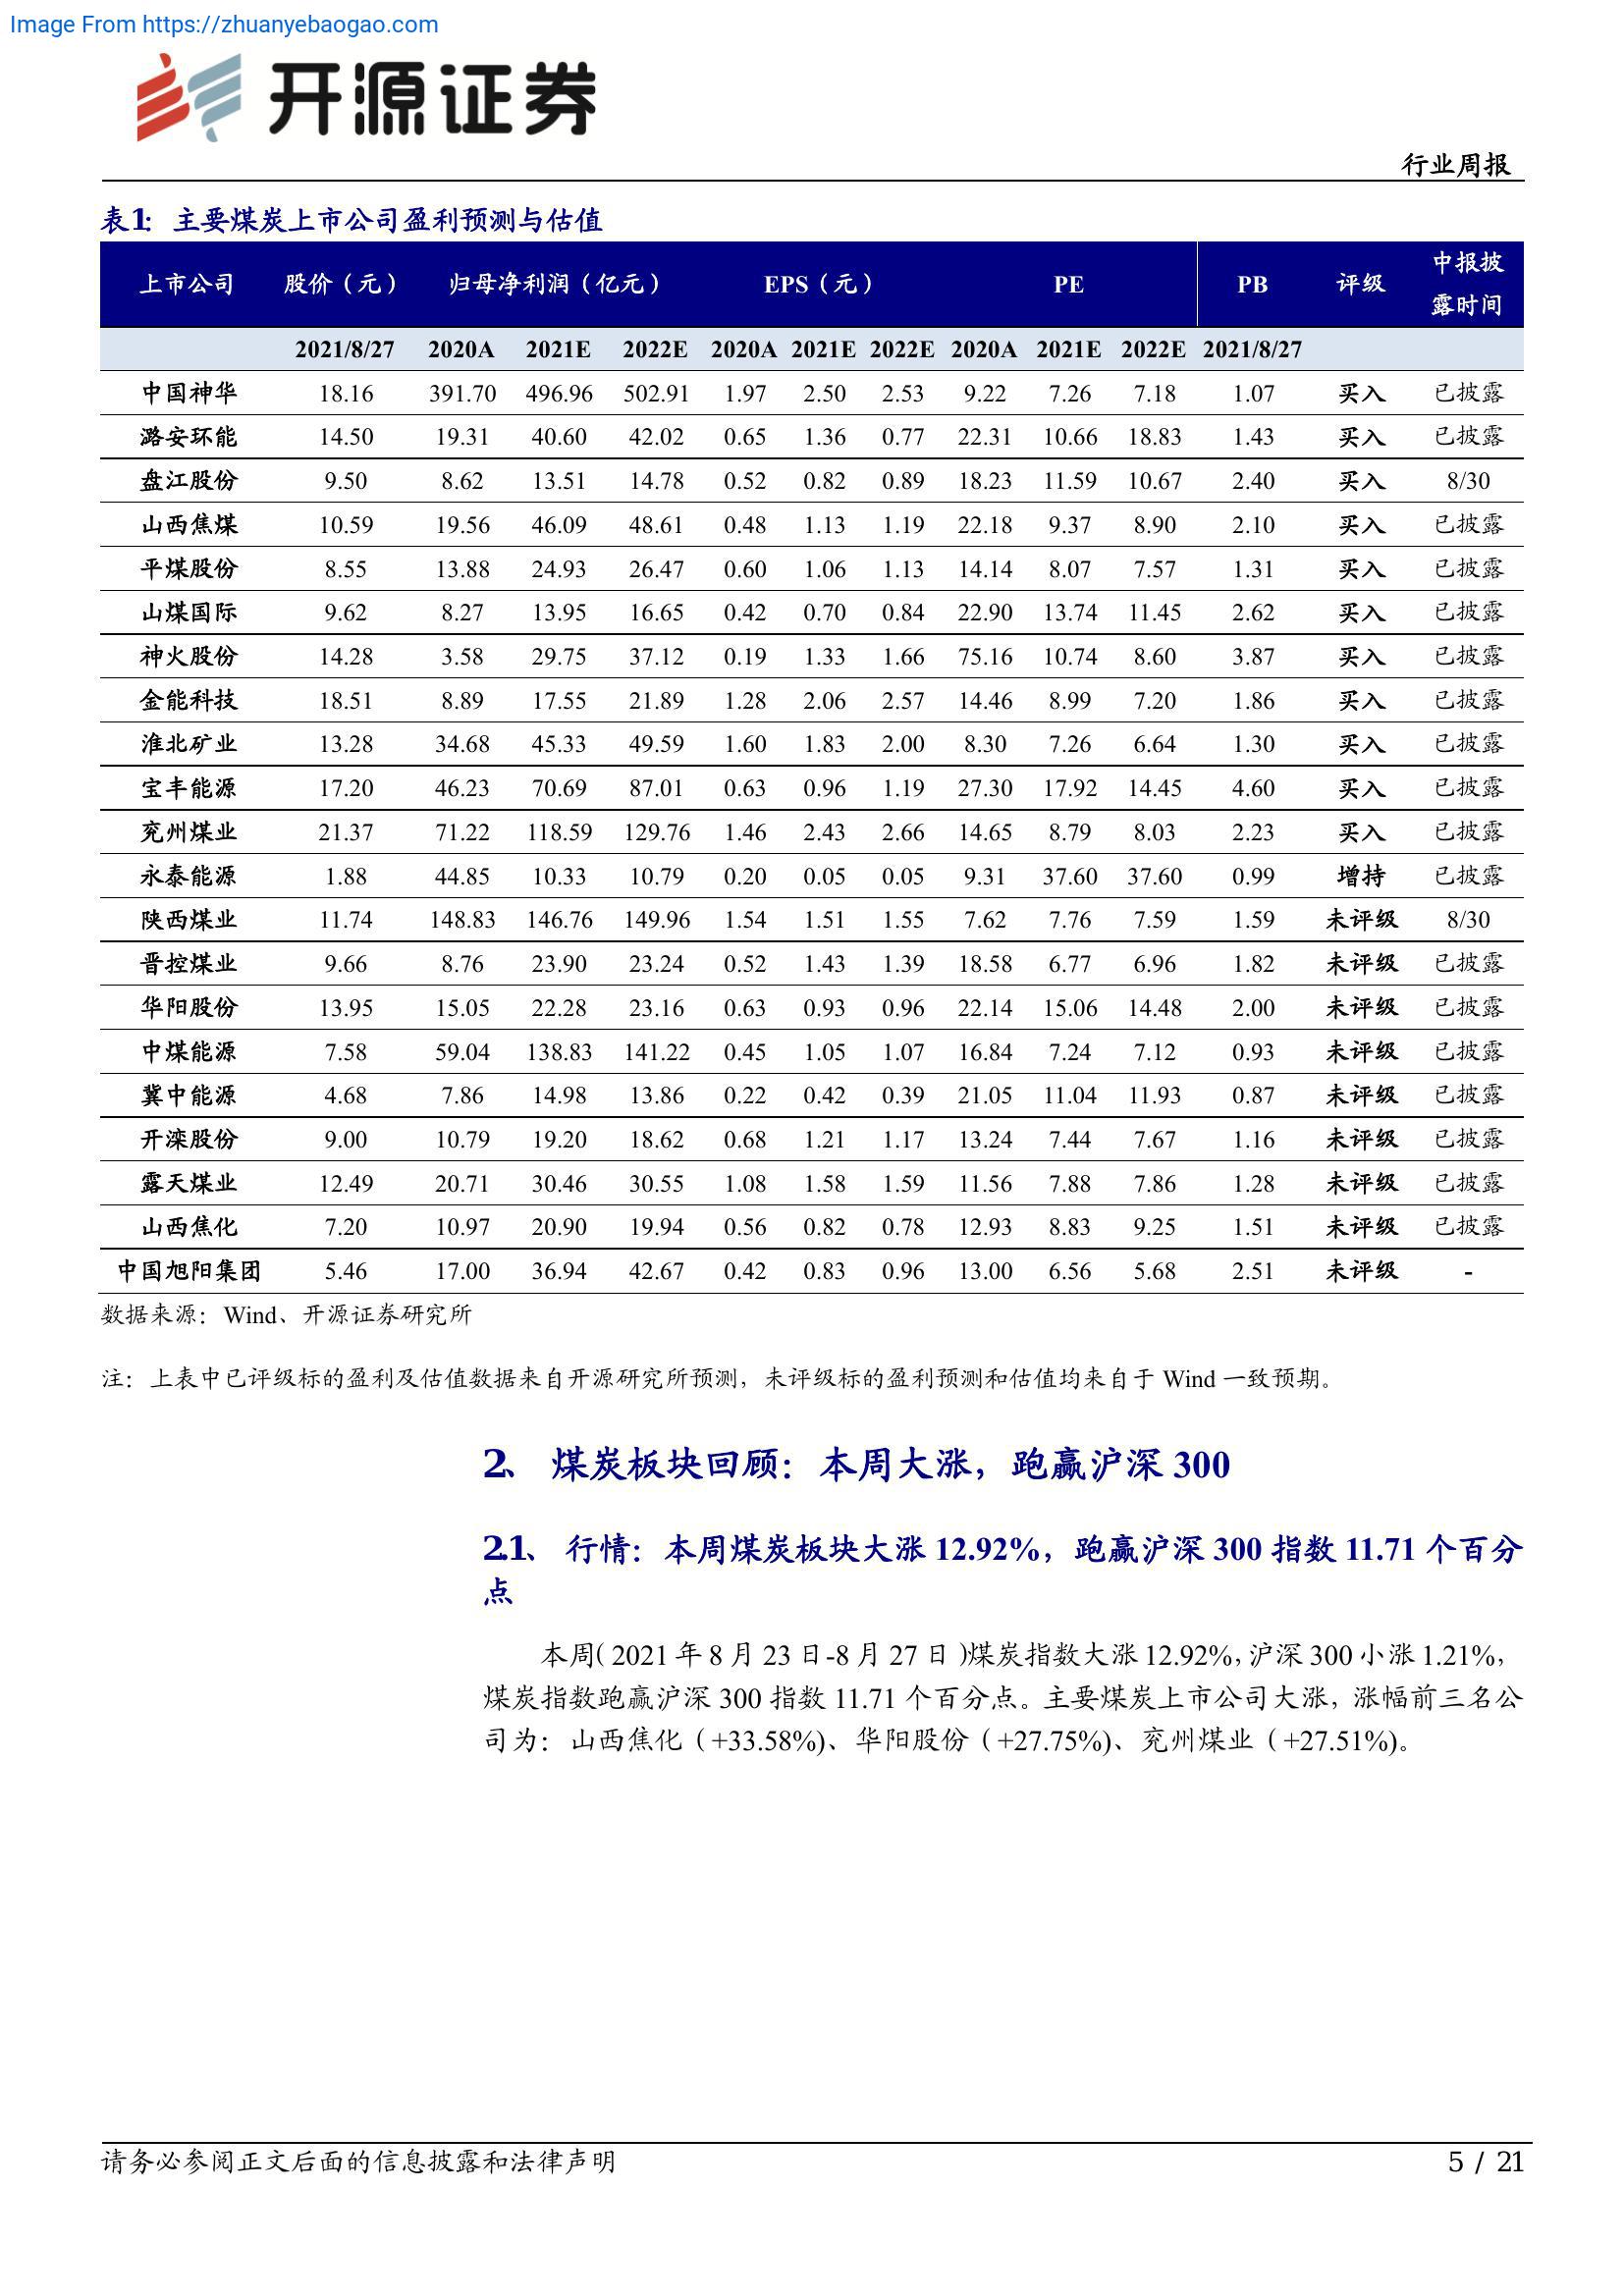 Image From https://zhuanyebaogao.com
开源证券
行业周报
表1: 主要煤炭上市公司盈利预测与估值
上市公司 股价（元） 归母净利润（亿元） EPS（元） PE PB 评级 中报披
露时间
2021/8/27 2020A 2021E 2022E 2020A 2021E 2022E 2020A 2021E 2022E 2021/8/27
中国神华 18.16 391.70 496.96 502.91 1.97 2.50 2.53 9.22 7.26 7.18 1.07 买入 已披露
潞安环能 14.50 19.31 40.60 42.02 0.65 1.36 0.77 22.31 10.66 18.83 1.43 买入 已披露
盘江股份 9.50 8.62 13.51 14.78 0.52 0.82 0.89 18.23 11.59 10.67 2.40 买入 8/30
山西焦煤 10.59 19.56 46.09 48.61 0.48 1.13 1.19 22.18 9.37 8.90 2.10 买入 已披露
平煤股份 8.55 13.88 24.93 26.47 0.60 1.06 1.13 14.14 8.07 7.57 1.31 买入 已披露
山煤国际 9.62 8.27 13.95 16.65 0.42 0.70 0.84 22.90 13.74 11.45 2.62 买入 已披露
神火股份 14.28 3.58 29.75 37.12 0.19 1.33 1.66 75.16 10.74 8.60 3.87 买入 已披露
金能科技 18.51 8.89 17.55 21.89 1.28 2.06 2.57 14.46 8.99 7.20 1.86 买入 已披露
淮北矿业 13.28 34.68 45.33 49.59 1.60 1.83 2.00 8.30 7.26 6.64 1.30 买入 已披露
宝丰能源 17.20 46.23 70.69 87.01 0.63 0.96 1.19 27.30 17.92 14.45 4.60 买入 已披露
兖州煤业 21.37 71.22 118.59 129.76 1.46 2.43 2.66 14.65 8.79 8.03 2.23 买入 已披露
永泰能源 1.88 44.85 10.33 10.79 0.20 0.05 0.05 9.31 37.60 37.60 0.99 增持 已披露
陕西煤业 11.74 148.83 146.76 149.96 1.54 1.51 1.55 7.62 7.76 7.59 1.59 未评级 8/30
晋控煤业 9.66 8.76 23.90 23.24 0.52 1.43 1.39 18.58 6.77 6.96 1.82 未评级 已披露
华阳股份 13.95 15.05 22.28 23.16 0.63 0.93 0.96 22.14 15.06 14.48 2.00 未评级 已披露
中煤能源 7.58 59.04 138.83 141.22 0.45 1.05 1.07 16.84 7.24 7.12 0.93 未评级 已披露
冀中能源 4.68 7.86 14.98 13.86 0.22 0.42 0.39 21.05 11.04 11.93 0.87 未评级 已披露
开滦股份 9.00 10.79 19.20 18.62 0.68 1.21 1.17 13.24 7.44 7.67 1.16 未评级 已披露
露天煤业 12.49 20.71 30.46 30.55 1.08 1.58 1.59 11.56 7.88 7.86 1.28 未评级 已披露
山西焦化 7.20 10.97 20.90 19.94 0.56 0.82 0.78 12.93 8.83 9.25 1.51 未评级 已披露
中国旭阳集团 5.46 17.00 36.94 42.67 0.42 0.83 0.96 13.00 6.56 5.68 2.51 未评级 -
数据来源：Wind、开源证券研究所
注：上表中已评级标的盈利及估值数据来自开源研究所预测，未评级标的盈利预测和估值均来自于 Wind 一致预期。
2、 煤炭板块回顾：本周大涨，跑赢沪深 300
2.1、 行情：本周煤炭板块大涨 12.92%，跑赢沪深 300 指数 11.71 个百分
点
本周（2021 年 8 月 23 日-8 月 27 日）煤炭指数大涨 12.92%，沪深 300 小涨 1.21%，
煤炭指数跑赢沪深 300 指数 11.71 个百分点。主要煤炭上市公司大涨，涨幅前三名公
司为：山西焦化（+33.58%)、华阳股份（+27.75%)、兖州煤业（+27.51%)。
请务必参阅正文后面的信息披露和法律声明 5 / 21